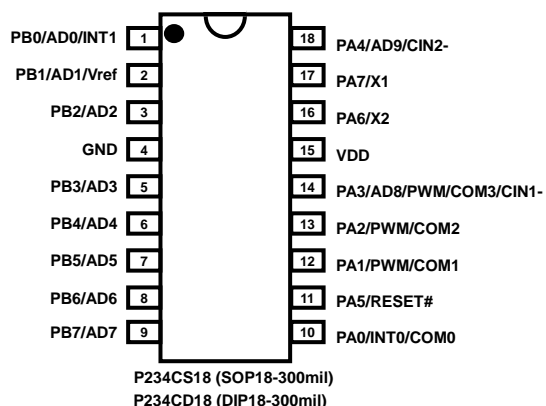 PB0/AD0/INT1 1 18 PA4/AD9/CIN2-
PB1/AD1/Vref 2 17 PA7/X1
PB2/AD2 3 16 PA6/X2
GND 4 15 VDD
PB3/AD3 5 14 PA3/AD8/PWM/COM3/CIN1-
PB4/AD4 6 13 PA2/PWM/COM2
PB5/AD5 7 12 PA1/PWM/COM1
PB6/AD6 8 11 PA5/RESET#
PB7/AD7 9 10 PA0/INT0/COM0
P234CS18 (SOP18-300mil)
P234CD18 (DIP18-300mil)